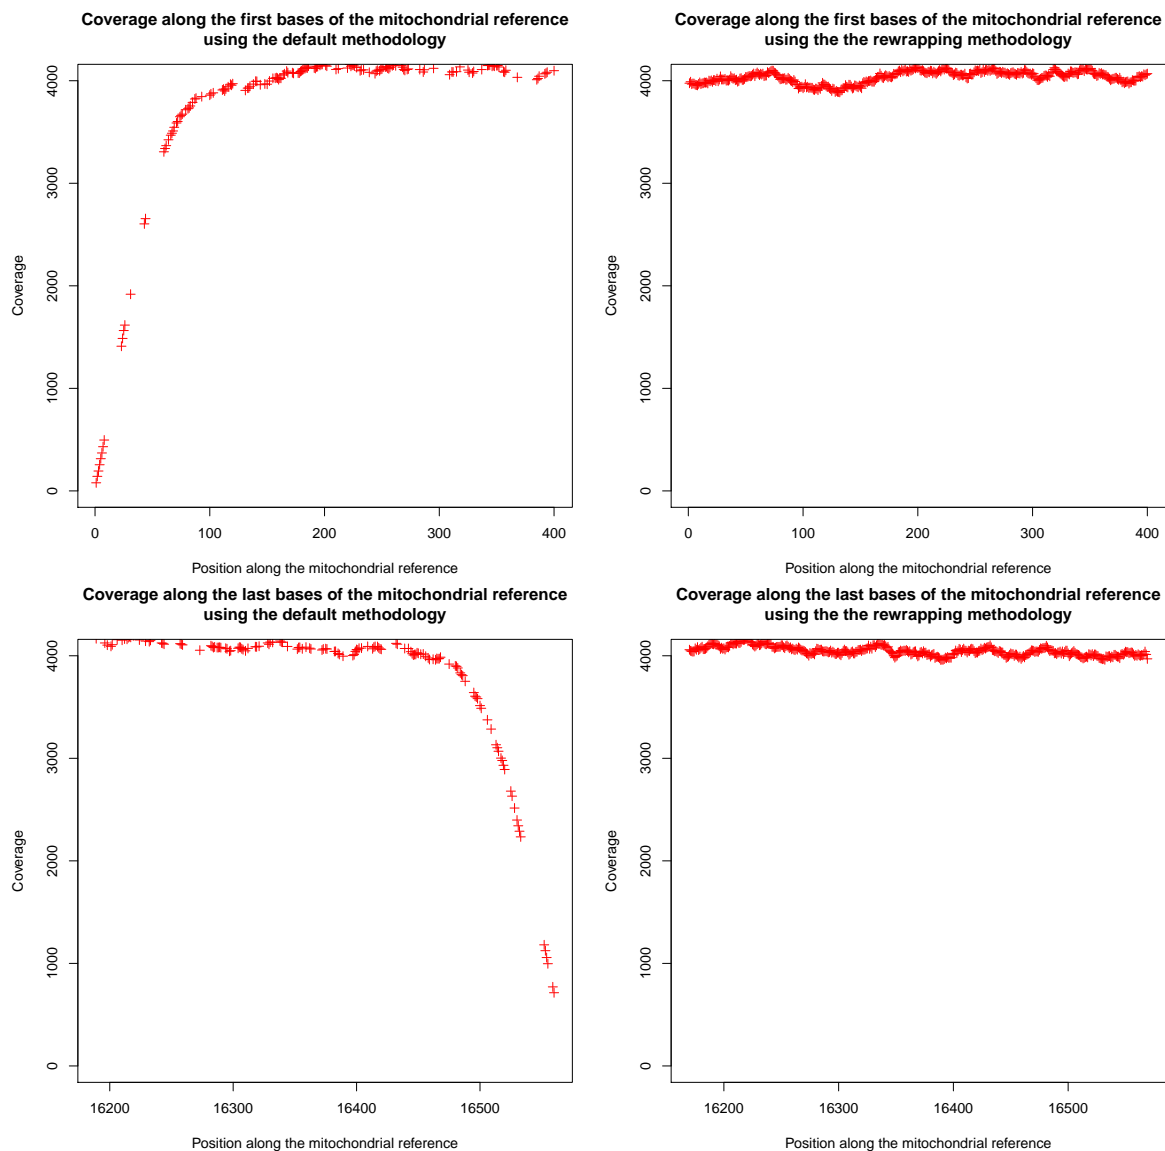 Coverage along the first bases of the mitochondrial reference
using the default methodology
4000
3000
2000
1000
0
Coverage
0 100 200 300 400
Position along the mitochondrial reference
Coverage along the first bases of the mitochondrial reference
using the the rewrapping methodology
4000
3000
2000
1000
0
Coverage
0 100 200 300 400
Position along the mitochondrial reference
Coverage along the last bases of the mitochondrial reference
using the default methodology
4000
3000
2000
1000
0
Coverage
16200 16300 16400 16500
Position along the mitochondrial reference
Coverage along the last bases of the mitochondrial reference
using the the rewrapping methodology
4000
3000
2000
1000
0
Coverage
16200 16300 16400 16500
Position along the mitochondrial reference